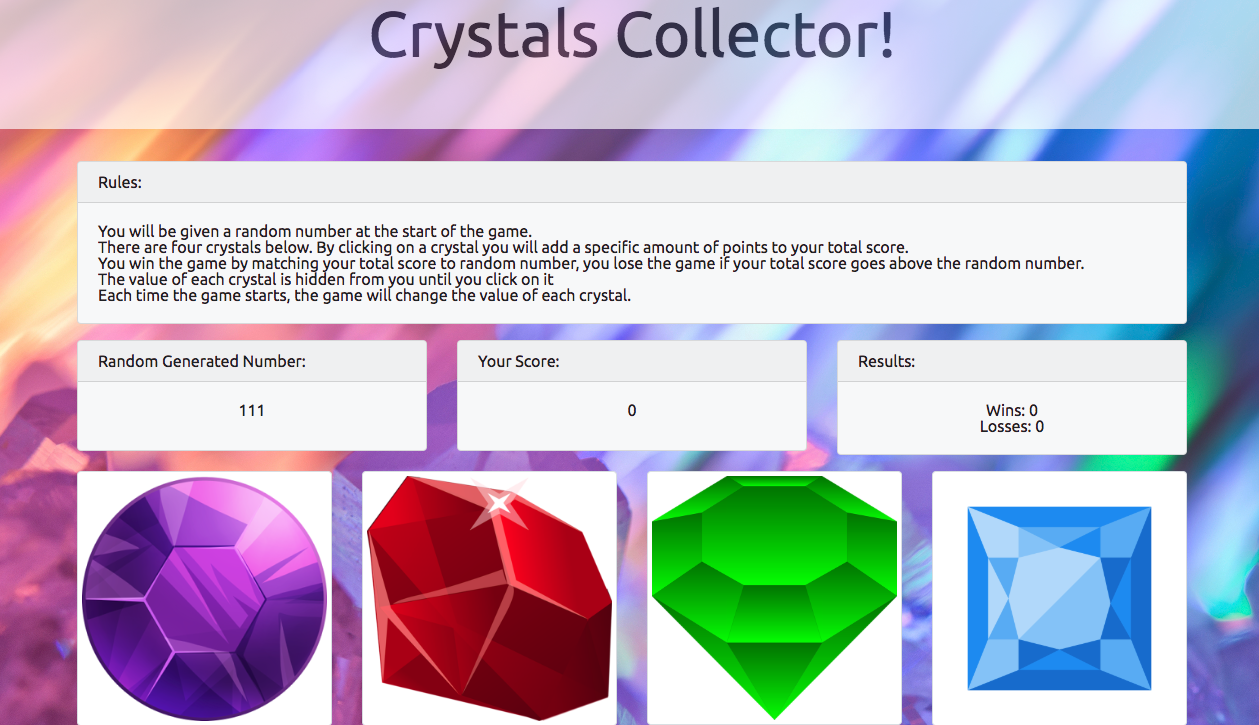 Crystals Collector!
Rules:
You will be given a random number at the start of the game.
There are four crystals below. By clicking on a crystal you will add a specific amount of points to your total score.
You win the game by matching your total score to random number, you lose the game if your total score goes above the random number.
The value of each crystal is hidden from you until you click on it
Each time the game starts, the game will change the value of each crystal.
Random Generated Number:
111
Your Score:
0
Results:
Wins: 0
Losses: 0